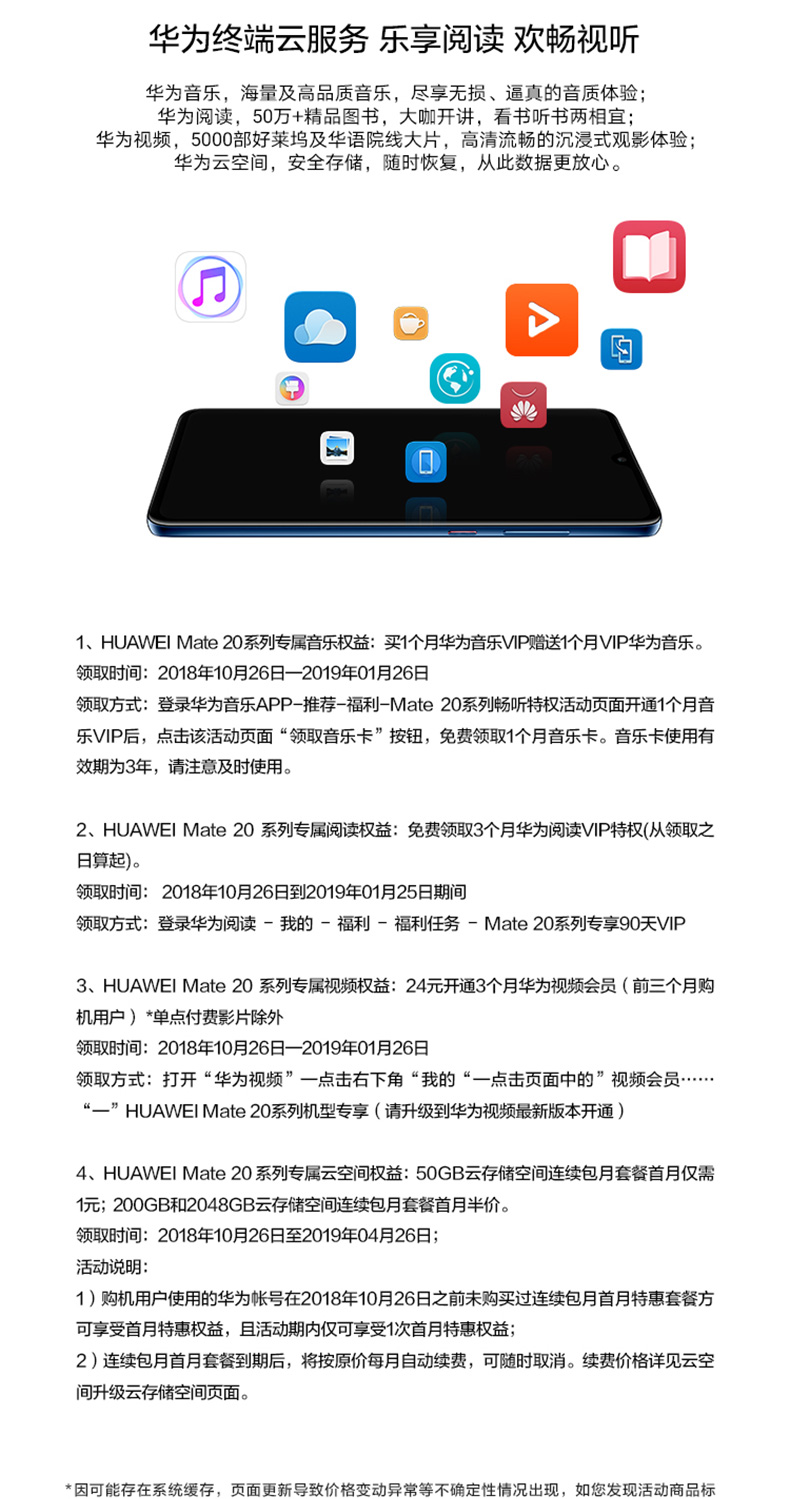 华为终端云服务 乐享阅读 欢畅视听
华为音乐，海量及高品质音乐，尽享无损、逼真的音质体验；
华为阅读，50万+精品图书，大咖开讲，看书听书两相宜；
华为视频，5000部好莱坞及华语院线大片，高清流畅的沉浸式观影体验；
华为云空间，安全存储，随时恢复，从此数据更放心。
1、HUAWEI Mate 20系列专属音乐权益：买1个月华为音乐VIP赠送1个月VIP华为音乐。
领取时间：2018年10月26日—2019年01月26日
领取方式：登录华为音乐APP-推荐-福利-Mate 20系列畅听特权活动页面开通1个月音
乐VIP后，点击该活动页面“领取音乐卡”按钮，免费领取1个月音乐卡。音乐卡使用有
效期为3年，请注意及时使用。
2、HUAWEI Mate 20 系列专属阅读权益：免费领取3个月华为阅读VIP特权(从领取之
日算起)。
领取时间： 2018年10月26日到2019年01月25日期间
领取方式：登录华为阅读 - 我的 - 福利 - 福利任务 - Mate 20系列专享90天VIP
3、HUAWEI Mate 20 系列专属视频权益：24元开通3个月华为视频会员（前三个月购
机用户）*单点付费影片除外
领取时间：2018年10月26日—2019年01月26日
领取方式：打开“华为视频”—点击右下角“我的“—点击页面中的”视频会员……
“—”HUAWEI Mate 20系列机型专享（请升级到华为视频最新版本开通）
4、HUAWEI Mate 20 系列专属云空间权益：50GB云存储空间连续包月套餐首月仅需
1元；200GB和2048GB云存储空间连续包月套餐首月半价。
领取时间：2018年10月26日至2019年04月26日；
活动说明：
1）购机用户使用的华为帐号在2018年10月26日之前未购买过连续包月首月特惠套餐方
可享受首月特惠权益，且活动期内仅可享受1次首月特惠权益；
2）连续包月首月套餐到期后，将按原价每月自动续费，可随时取消。续费价格详见云空
间升级云存储空间页面。
*因可能存在系统缓存，页面更新导致价格变动异常等不确定性情况出现，如您发现活动商品标